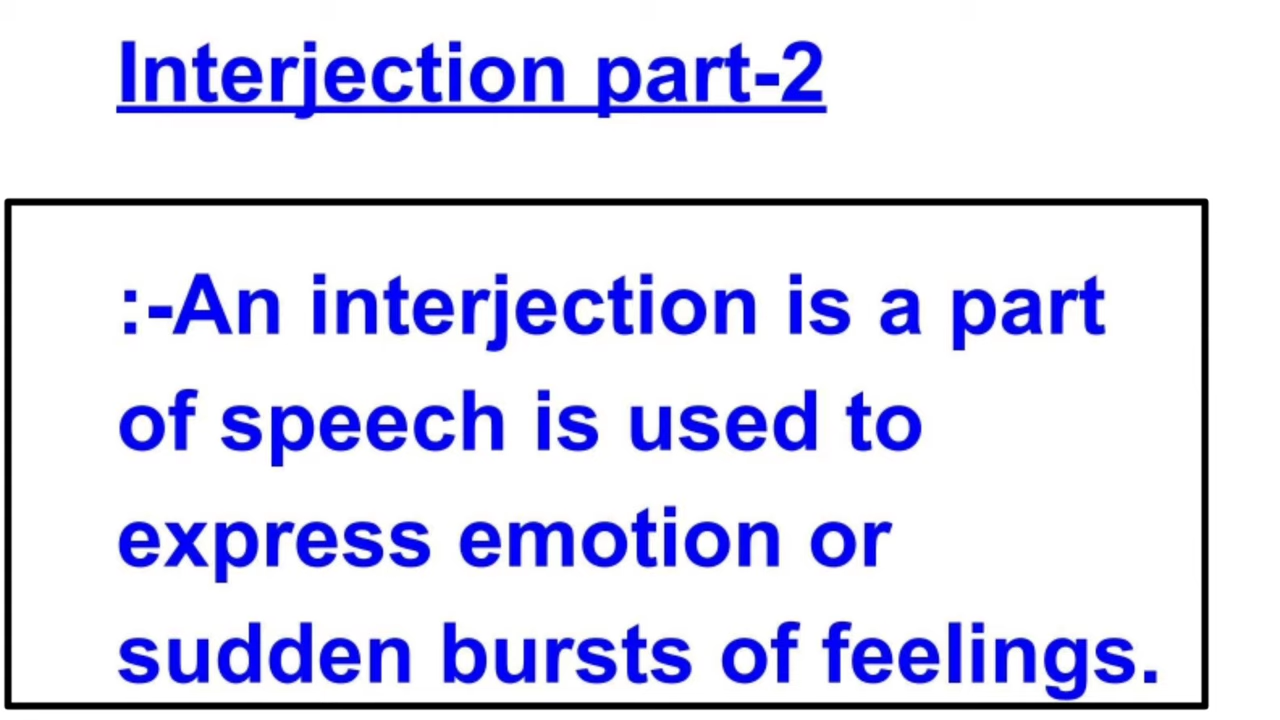 Interjection part-2
:-An interjection is a part
of speech is used to
express emotion or
sudden bursts of feelings.